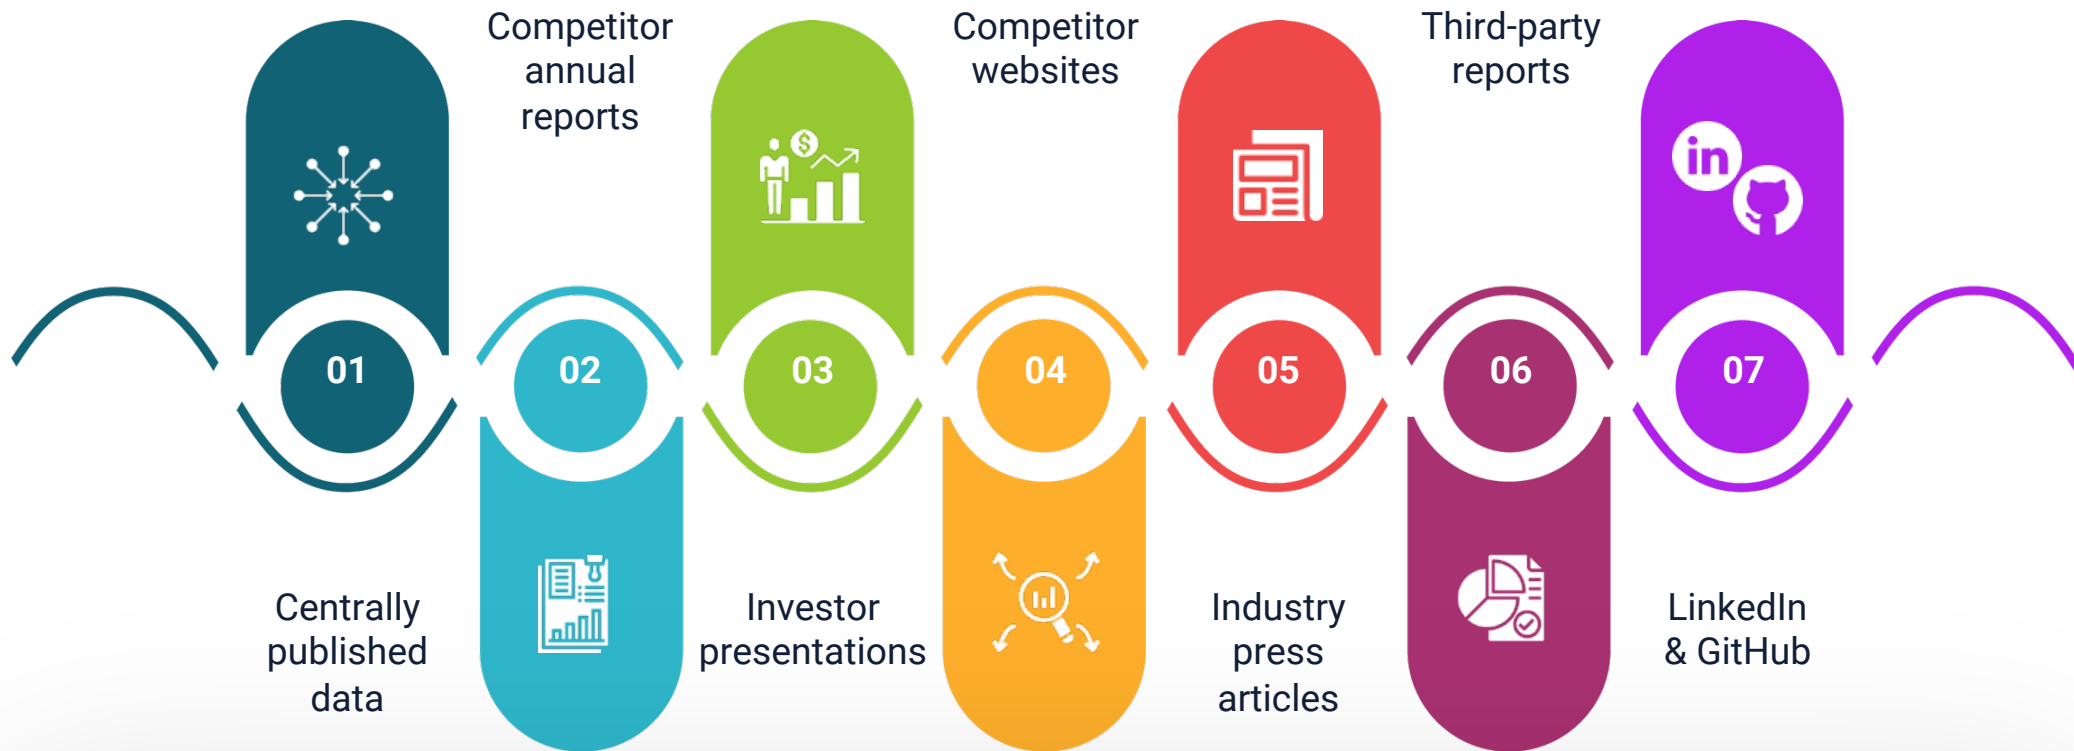 01
Centrally
published
data
02
Competitor
annual
reports
03
Investor
presentations
04
Competitor
websites
05
Industry
press
articles
06
Third-party
reports
07
in
LinkedIn
& GitHub
$